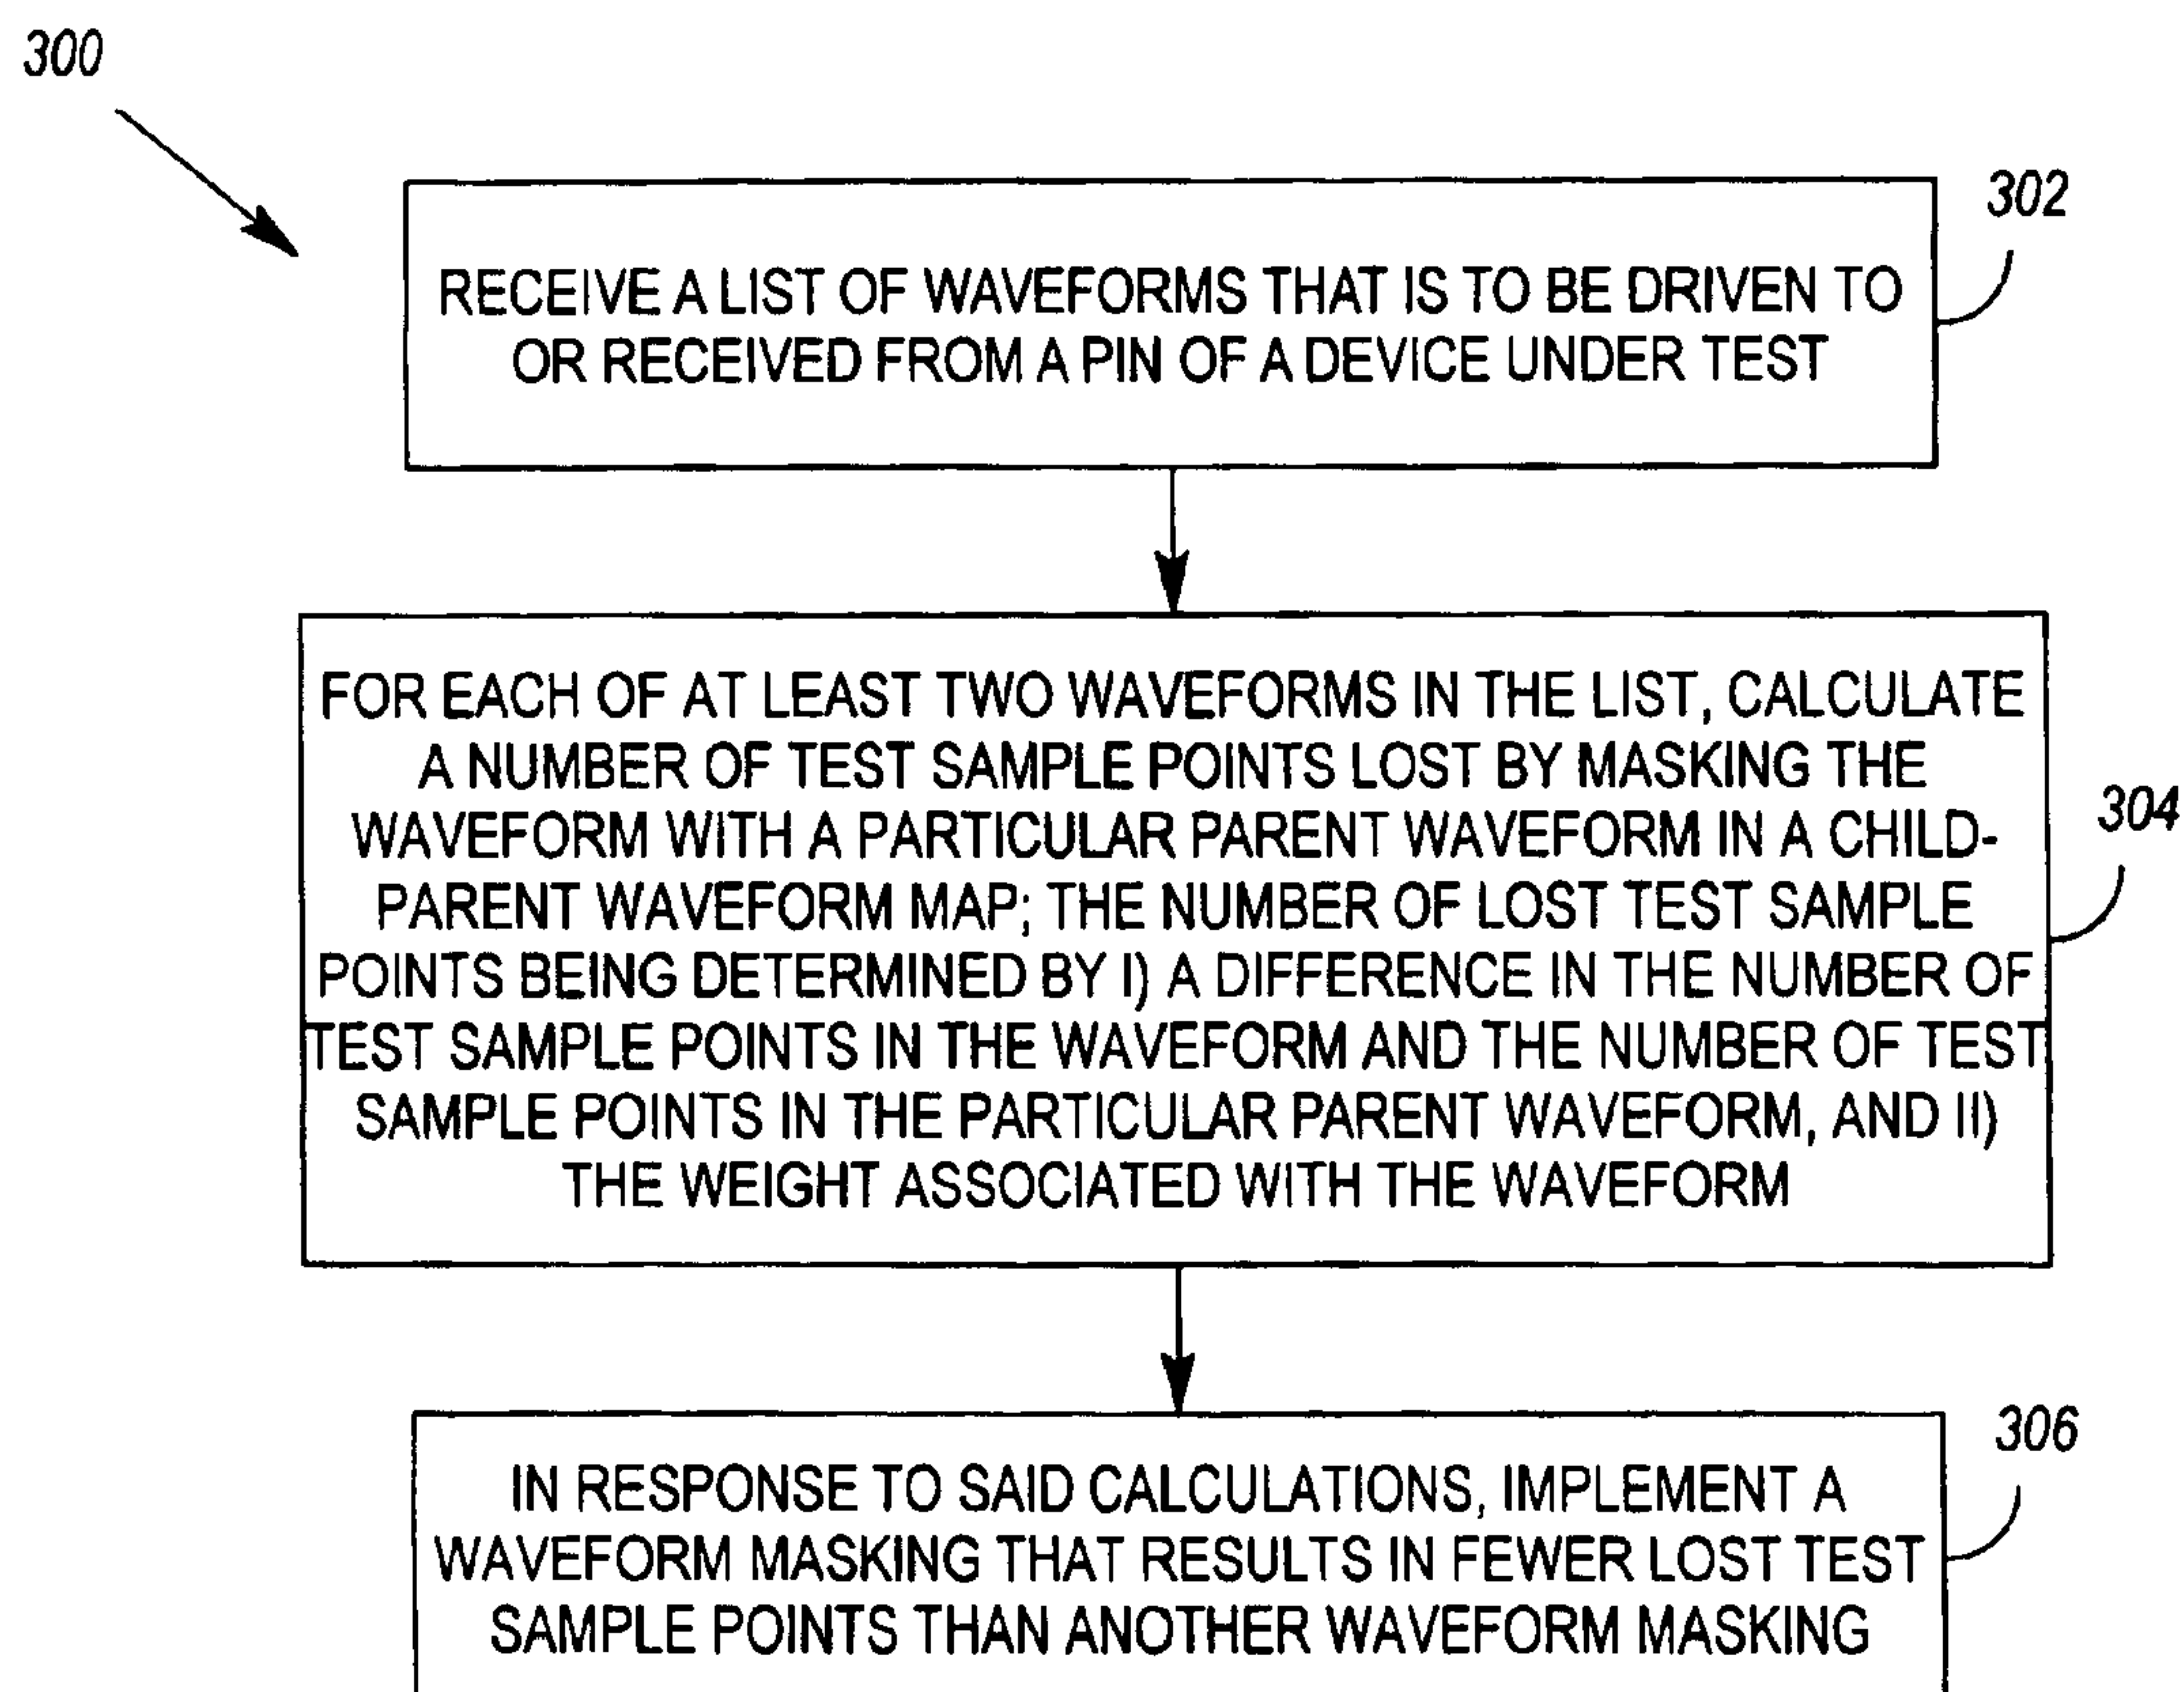 300
302
RECEIVE A LIST OF WAVEFORMS THAT IS TO BE DRIVEN TO
OR RECEIVED FROM A PIN OF A DEVICE UNDER TEST
FOR EACH OF AT LEAST TWO WAVEFORMS IN THE LIST, CALCULATE
A NUMBER OF TEST SAMPLE POINTS LOST BY MASKING THE
WAVEFORM WITH A PARTICULAR PARENT WAVEFORM IN A CHILD-
PARENT WAVEFORM MAP; THE NUMBER OF LOST TEST SAMPLE
POINTS BEING DETERMINED BY I) A DIFFERENCE IN THE NUMBER OF
TEST SAMPLE POINTS IN THE WAVEFORM AND THE NUMBER OF TEST
SAMPLE POINTS IN THE PARTICULAR PARENT WAVEFORM, AND II)
THE WEIGHT ASSOCIATED WITH THE WAVEFORM
304
306
IN RESPONSE TO SAID CALCULATIONS, IMPLEMENT A
WAVEFORM MASKING THAT RESULTS IN FEWER LOST TEST
SAMPLE POINTS THAN ANOTHER WAVEFORM MASKING